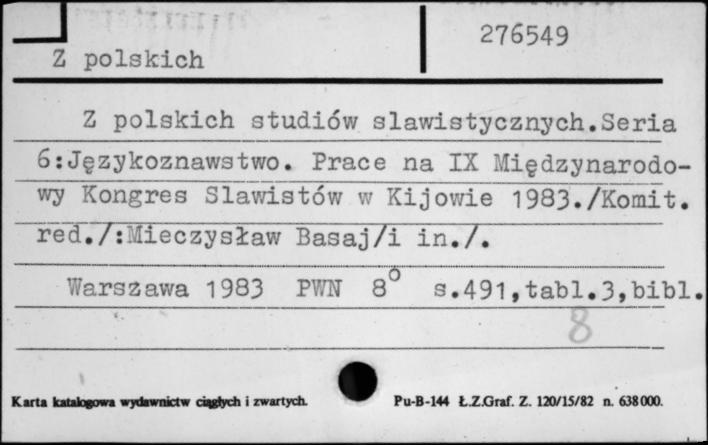 276549
Z polskich
Z polskich studiów slawistycznych.Seria
6:Językoznawstwo. Prace na IX Międzynarodo-
wy Kongres Slawistów w Kijowie 1983./Komit.
red./:Mieczysław Basaj/i in./.
Warszawa 1983 PWN 8° s.491,tabl.3,bibl.
8
Karta katalogowa wydawnictw ciągłych i zwartych. Pu-B-144 Ł.Z.Graf. Z. 120/15/82 n. 638000.